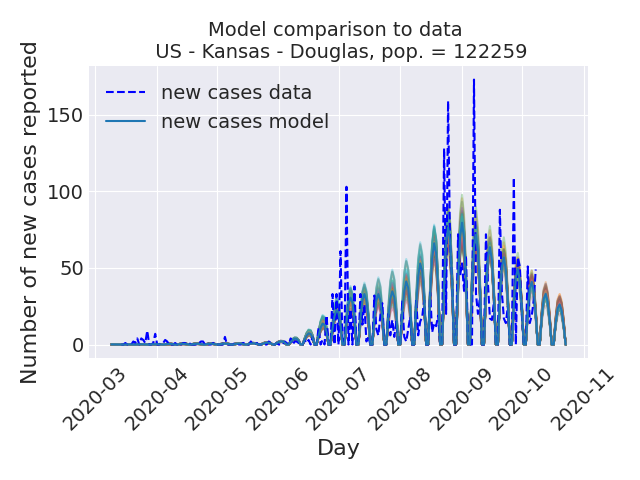 Model comparison to data
US - Kansas - Douglas, pop. = 122259
Number of new cases reported
new cases data
new cases model
150
100
50
0
2020-03
2020-04
2020-05
2020-06
2020-07
2020-08
2020-09
2020-10
2020-11
Day